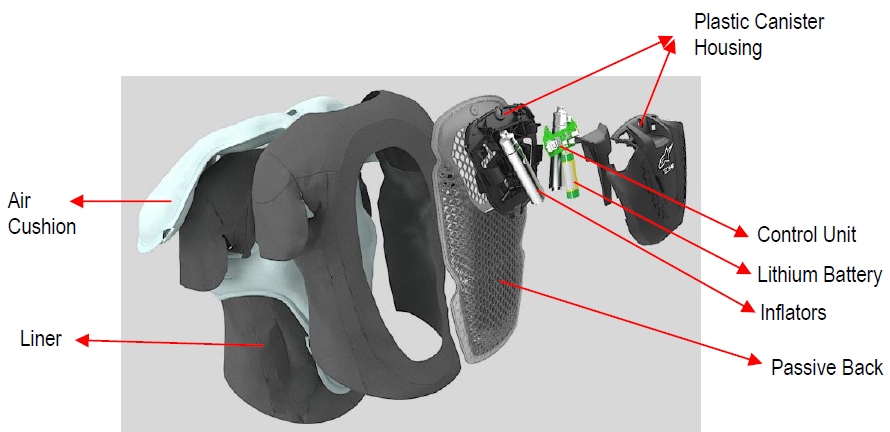 Plastic Canister
Housing
Air
Cushion
Control Unit
Lithium Battery
Inflators
Liner
Passive Back